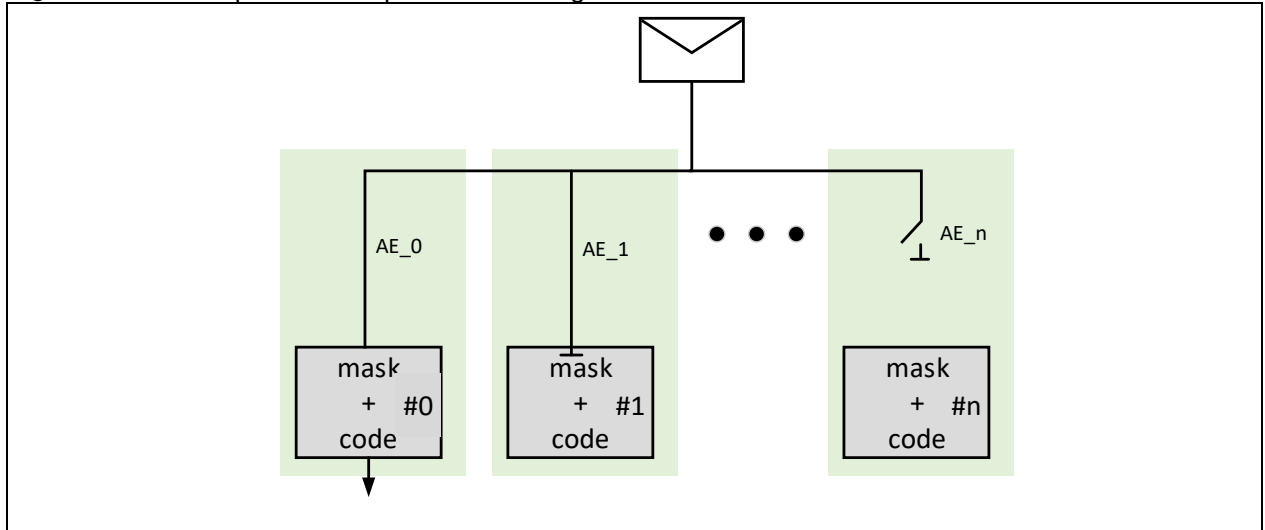 AE_0
AE_1
AE_n
mask
+ #0
code
mask
+ #1
code
mask
+ #n
code